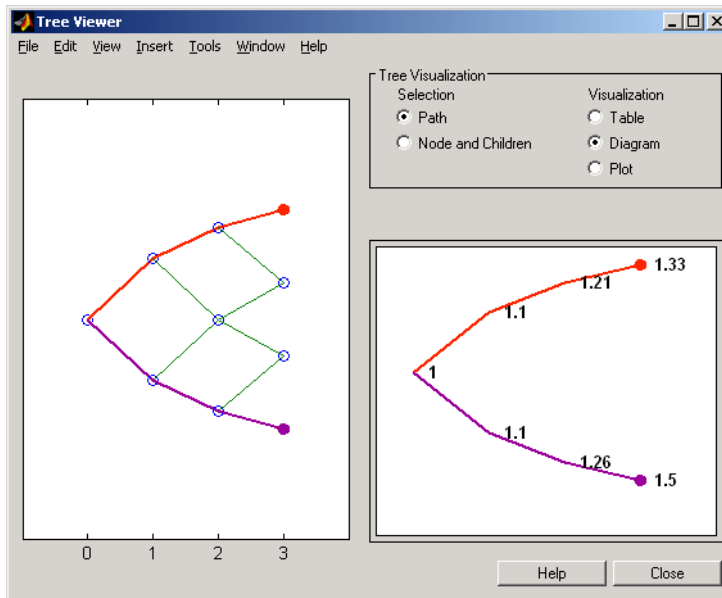 Tree Viewer
File Edit View Insert Tools Window Help
Tree Visualization
Selection
Visualization
Path
Table
Node and Children
Diagram
Plot
1.33
1.21
1.1
1
1.1
1.26
1.5
0 1 2 3
Help
Close